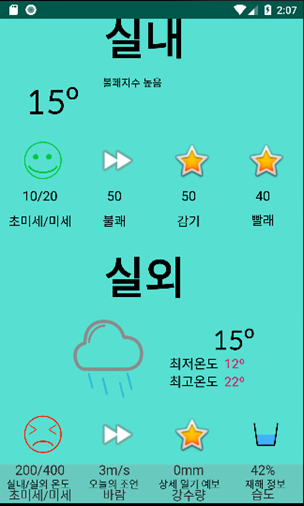 2:07
실내
불쾌지수 높음
15º
10/20 50 50 40
초미세/미세 불쾌 감기 빨래
실외
15º
최저온도 12º
최고온도 22º
200/400 3m/s 0mm 42%
실내/실외 온도 오늘의 조언 상세 일기 예보 재해 정보
초미세/미세 바람 강수량 습도